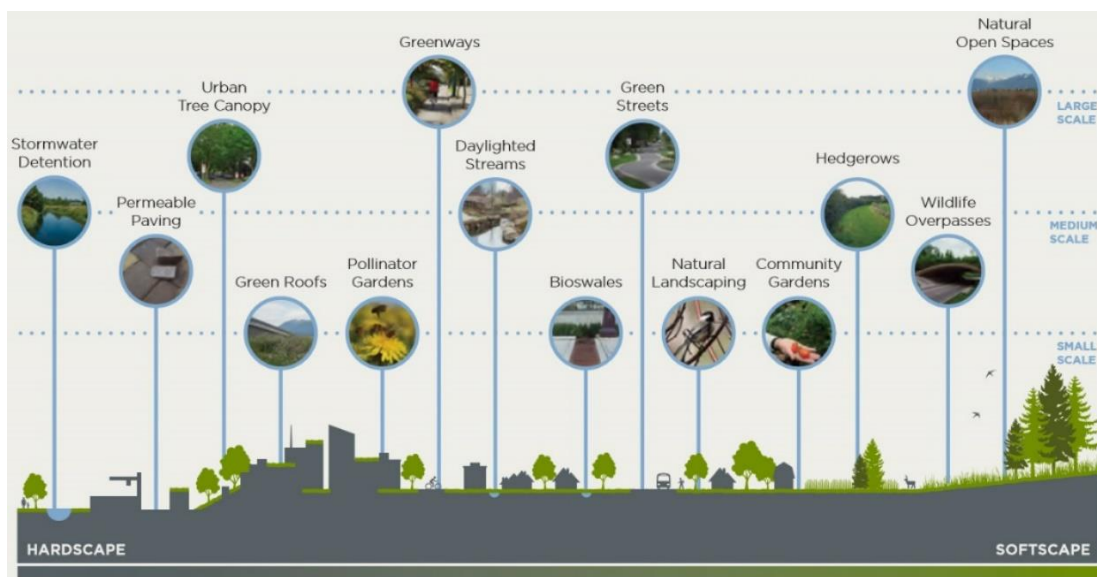 Natural
Open Spaces
Greenways
Urban
Tree Canopy
Green
Streets
LARGE
SCALE
Stormwater
Detention
Daylighted
Streams
Hedgerows
Permeable
Paving
Wildlife
Overpasses
MEDIUM
SCALE
Green Roofs
Pollinator
Gardens
Bioswales
Natural
Landscaping
Community
Gardens
SMALL
SCALE
HARDSCAPE
SOFTSCAPE